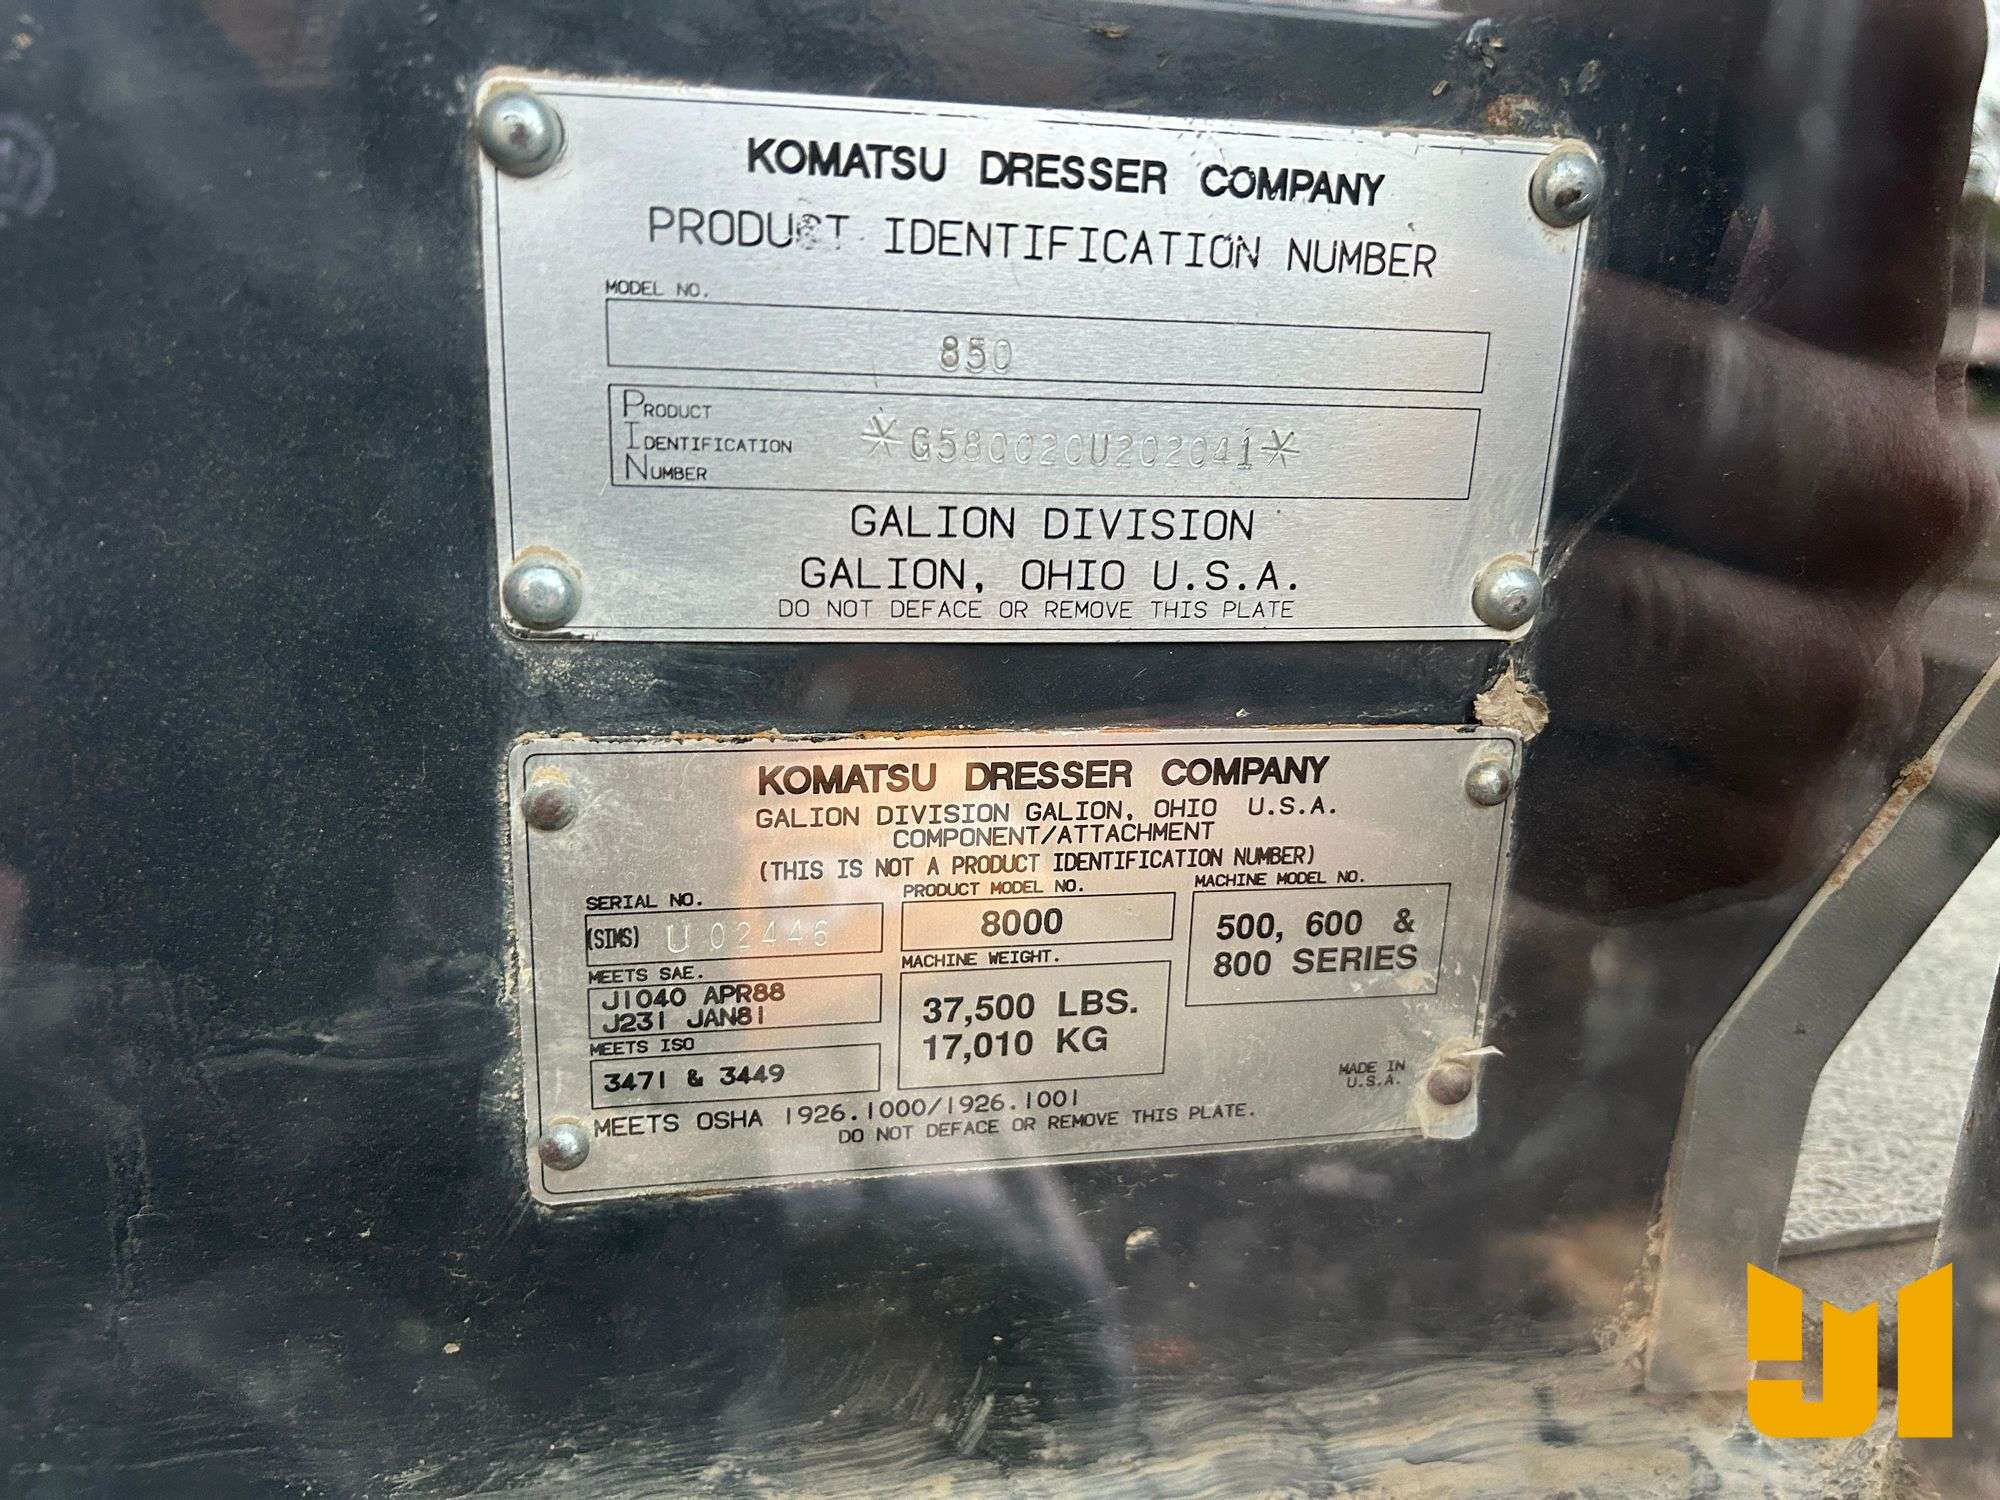 KOMATSU DRESSER COMPANY
PRODUCT IDENTIFICATION NUMBER
MODEL NO.
850
PRODUCT
IDENTIFICATION
NUMBER
*G580020U202041*
GALION DIVISION
GALION, OHIO U.S.A.
DO NOT DEFACE OR REMOVE THIS PLATE
KOMATSU DRESSER COMPANY
GALION DIVISION GALION, OHIO U.S.A.
COMPONENT/ATTACHMENT
(THIS IS NOT A PRODUCT IDENTIFICATION NUMBER)
SERIAL NO.
(SIMS) U 02446
PRODUCT MODEL NO.
8000
MACHINE MODEL NO.
500, 600 &
800 SERIES
MEETS SAE.
J1040 APR88
J231 JAN81
MACHINE WEIGHT.
37,500 LBS.
17,010 KG
MEETS ISO
3471 & 3449
MADE IN
U.S.A.
MEETS OSHA 1926.1000/1926.1001
DO NOT DEFACE OR REMOVE THIS PLATE.